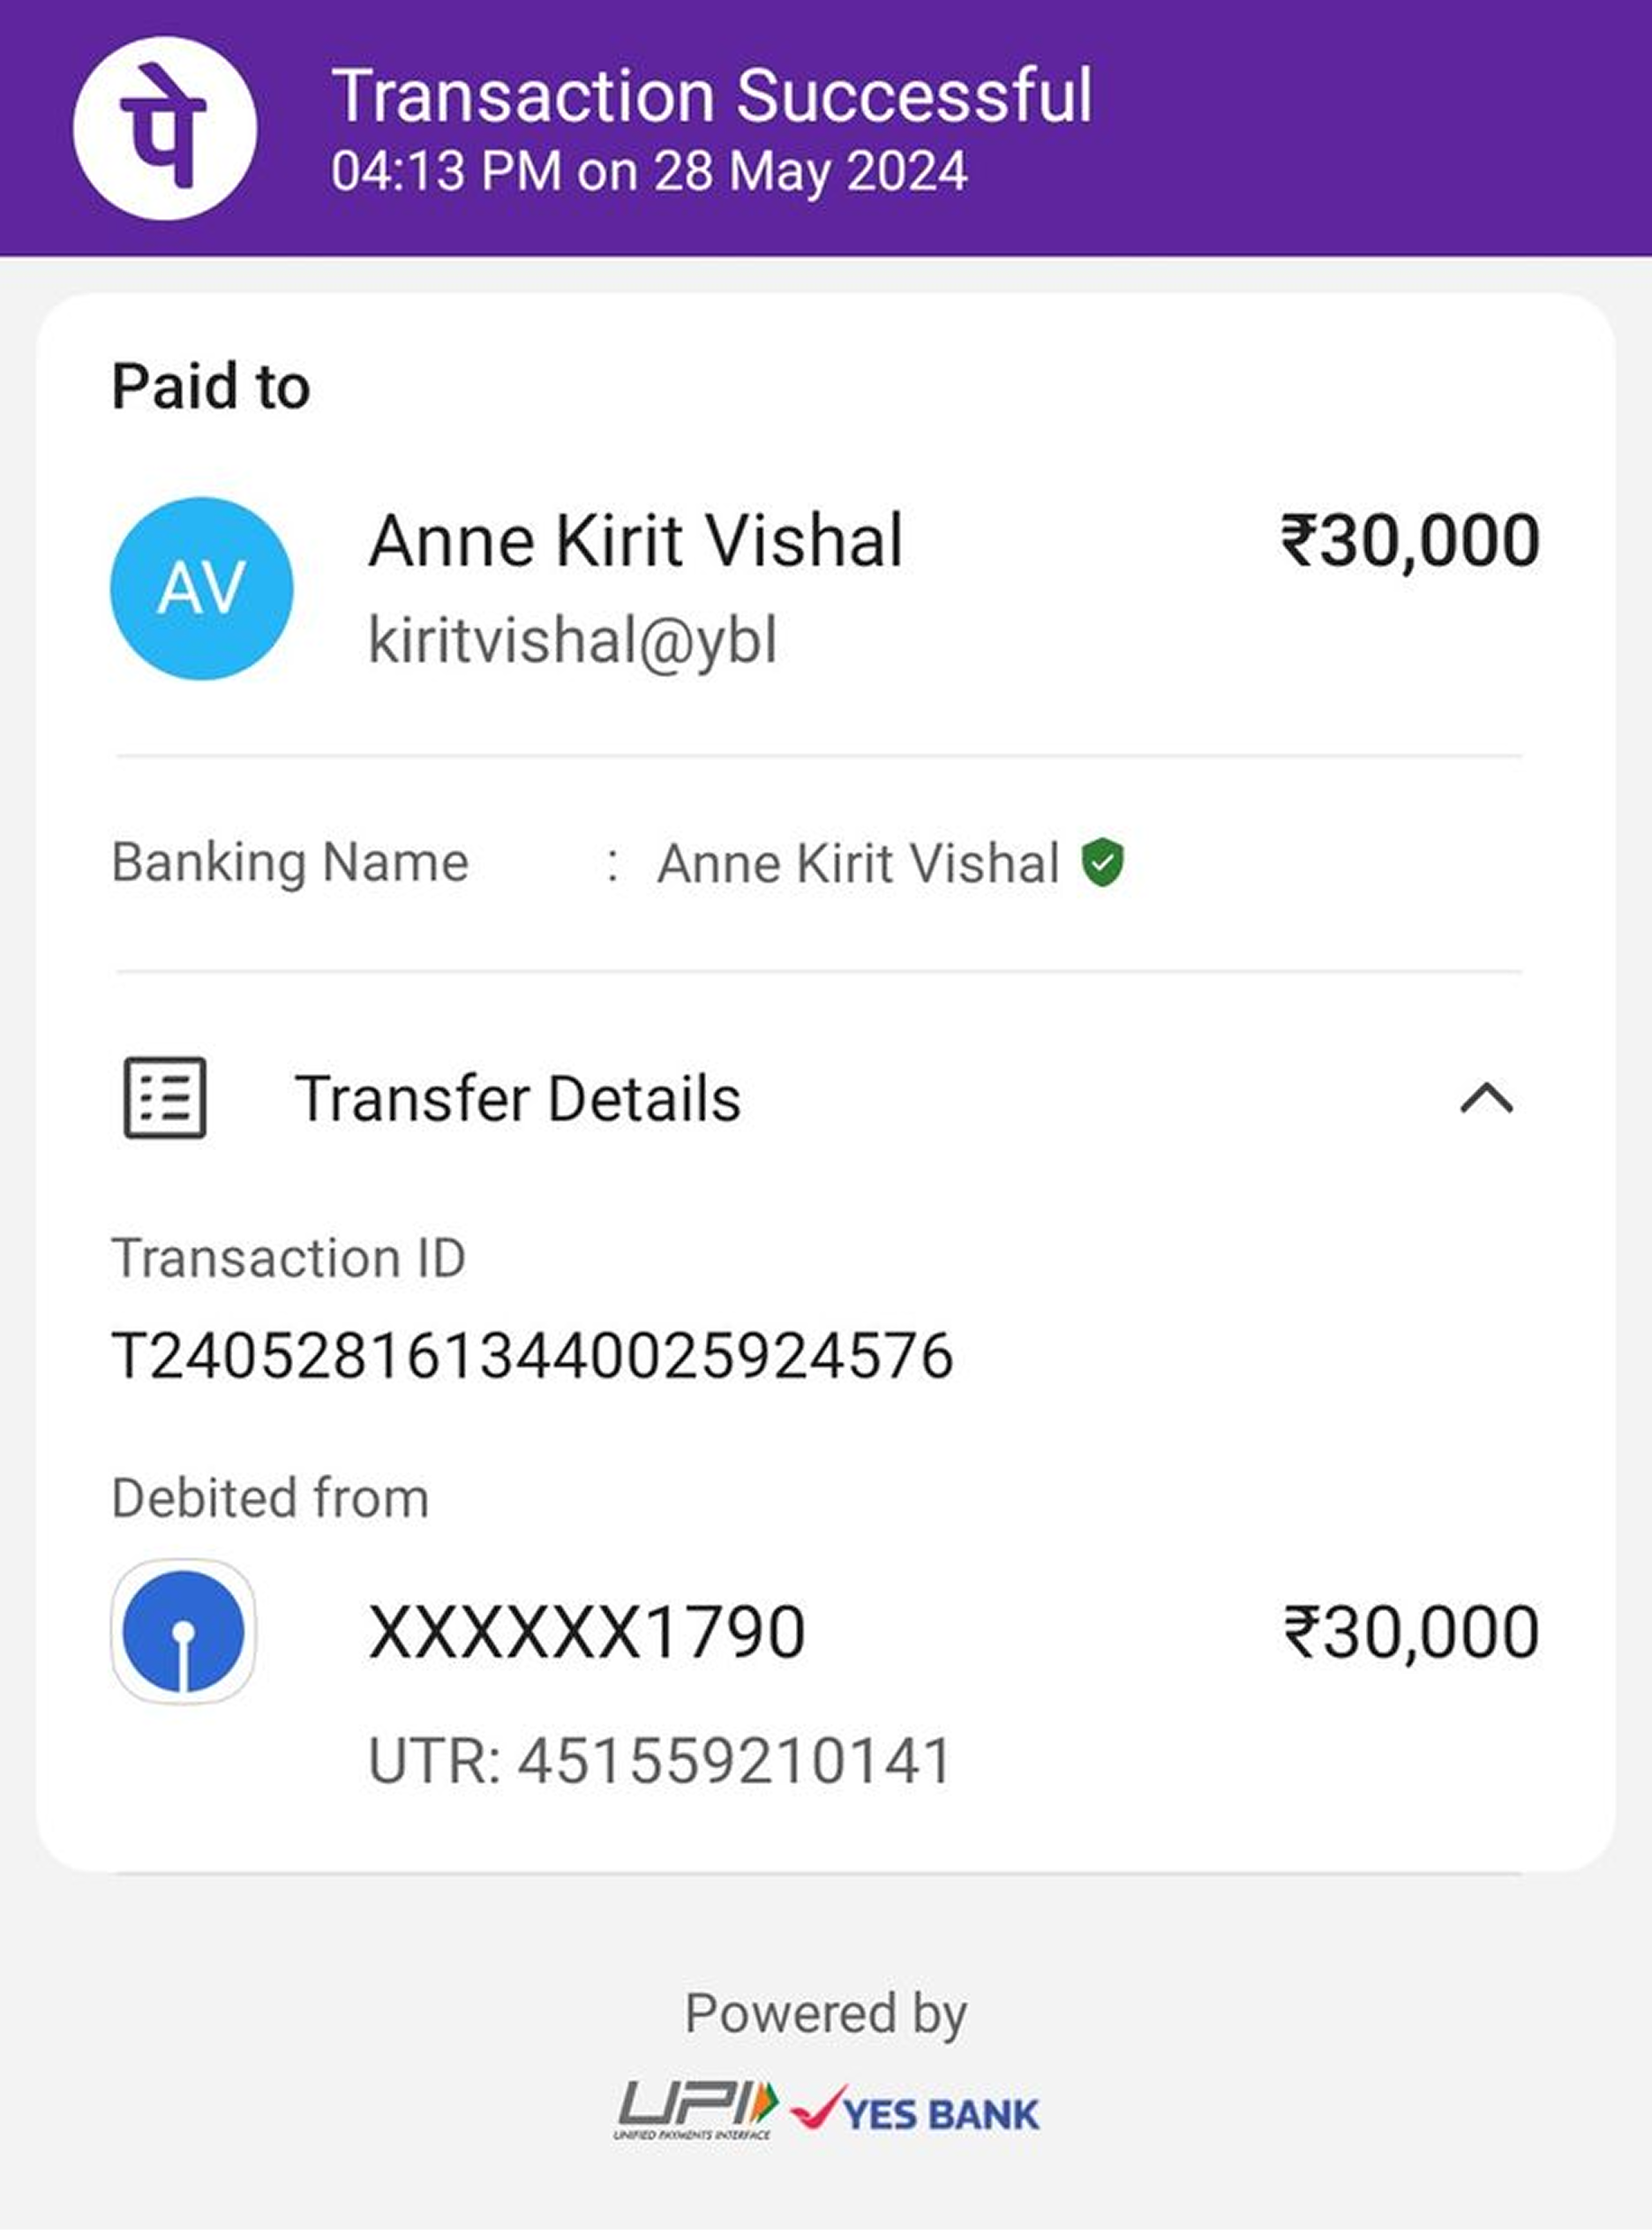 पे
Transaction Successful
04:13 PM on 28 May 2024
Paid to
AV
Anne Kirit Vishal
₹30,000
kiritvishal@ybl
Banking Name : Anne Kirit Vishal
Transfer Details
Transaction ID
T2405281613440025924576
Debited from
XXXXXX1790
₹30,000
UTR: 451559210141
Powered by
UPI
UNIFIED PAYMENTS INTERFACE
YES BANK